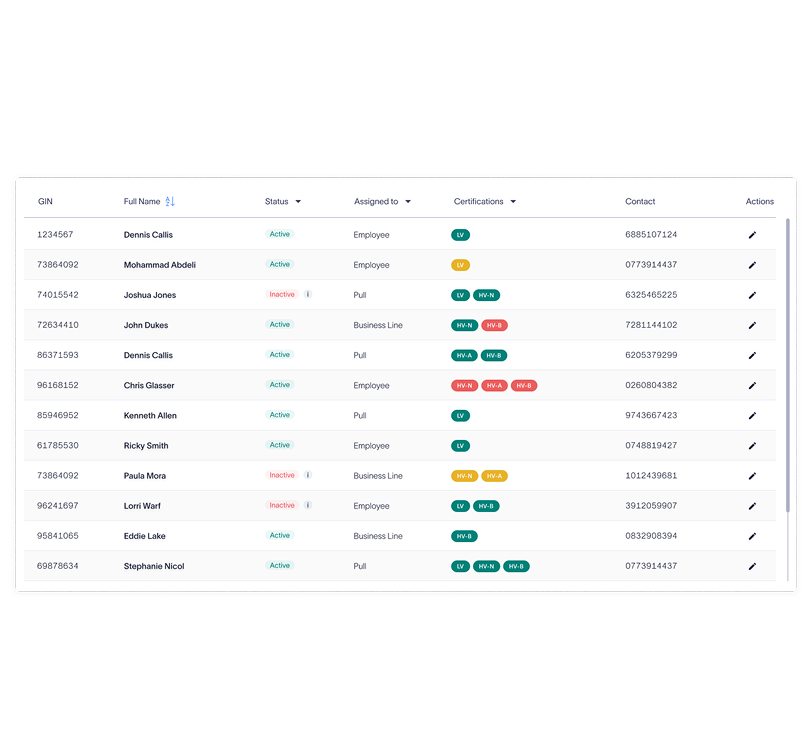 GIN Full Name Status Assigned to Certifications Contact Actions
1234567 Dennis Callis Active Employee LV 6885107124
73864092 Mohammad Abdeli Active Employee LV 0773914437
74015542 Joshua Jones Inactive i Pull LV HV-N 6325465225
72634410 John Dukes Active Business Line HV-N HV-B 7281144102
86371593 Dennis Callis Active Pull HV-A HV-B 6205379299
96168152 Chris Glasser Active Employee HV-N HV-A HV-B 0260804382
85946952 Kenneth Allen Active Pull LV 9743667423
61785530 Ricky Smith Active Employee LV 0748819427
73864092 Paula Mora Inactive i Business Line HV-N HV-A 1012439681
96241697 Lorri Warf Inactive i Employee LV HV-B 3912059907
95841065 Eddie Lake Active Business Line HV-B 0832908394
69878634 Stephanie Nicol Active Pull LV HV-N HV-B 0773914437